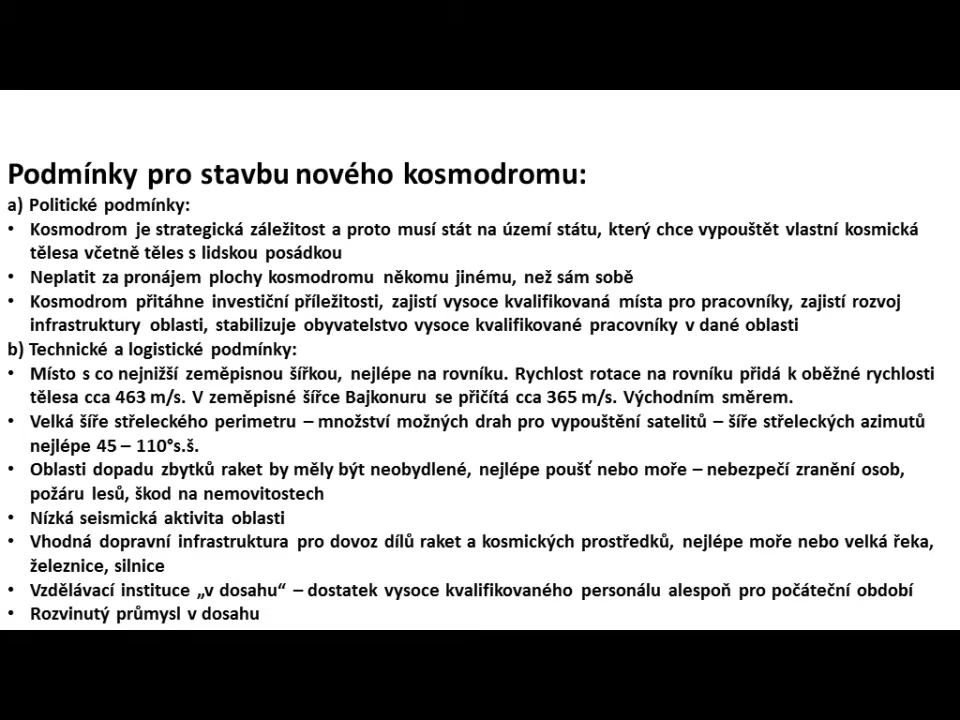 Podmínky pro stavbu nového kosmodromu:
a) Politické podmínky:
• Kosmodrom je strategická záležitost a proto musí stát na území státu, který chce vypouštět vlastní kosmická
tělesa včetně těles s lidskou posádkou
• Neplatit za pronájem plochy kosmodromu někomu jinému, než sám sobě
• Kosmodrom přitáhne investiční příležitosti, zajistí vysoce kvalifikovaná místa pro pracovníky, zajistí rozvoj
infrastruktury oblasti, stabilizuje obyvatelstvo vysoce kvalifikované pracovníky v dané oblasti
b) Technické a logistické podmínky:
• Místo s co nejnižší zeměpisnou šířkou, nejlépe na rovníku. Rychlost rotace na rovníku přidá k oběžné rychlosti
tělesa cca 463 m/s. V zeměpisné šířce Bajkonuru se přičítá cca 365 m/s. Východním směrem.
• Velká šíře střeleckého perimetru – množství možných drah pro vypouštění satelitů – šíře střeleckých azimutů
nejlépe 45 – 110°s.š.
• Oblasti dopadu zbytků raket by měly být neobydlené, nejlépe poušť nebo moře – nebezpečí zranění osob,
požáru lesů, škod na nemovitostech
• Nízká seismická aktivita oblasti
• Vhodná dopravní infrastruktura pro dovoz dílů raket a kosmických prostředků, nejlépe moře nebo velká řeka,
železnice, silnice
• Vzdělávací instituce „v dosahu“ – dostatek vysoce kvalifikovaného personálu alespoň pro počáteční období
• Rozvinutý průmysl v dosahu